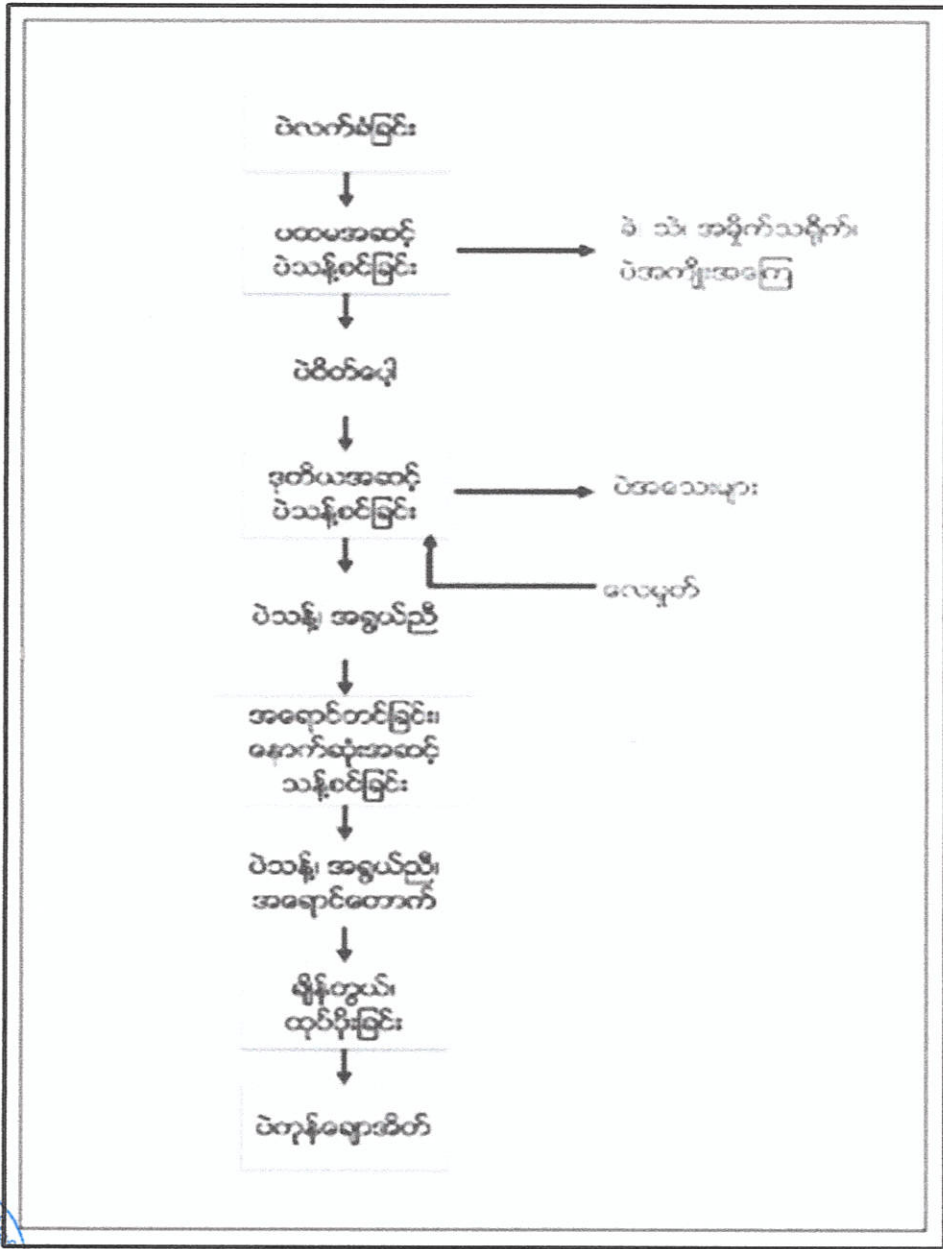 ပဲလက်ခံခြင်း
ပထမအဆင့်
ပဲသန့်စင်ခြင်း
ခဲ၊ သဲ၊ အမှိုက်သရိုက်၊
ပဲအကျိုးအကြေ
ပဲစိတ်ပေါ့
ဒုတိယအဆင့်
ပဲသန့်စင်ခြင်း
ပဲအသေးများ
လေမှုတ်
ပဲသန့်၊ အရွယ်ညီ
အရောင်တင်ခြင်း၊
နောက်ဆုံးအဆင့်
သန့်စင်ခြင်း
ပဲသန့်၊ အရွယ်ညီ၊
အရောင်တောက်
ချိန်တွယ်၊
ထုပ်ပိုးခြင်း
ပဲကုန်ချောအိတ်